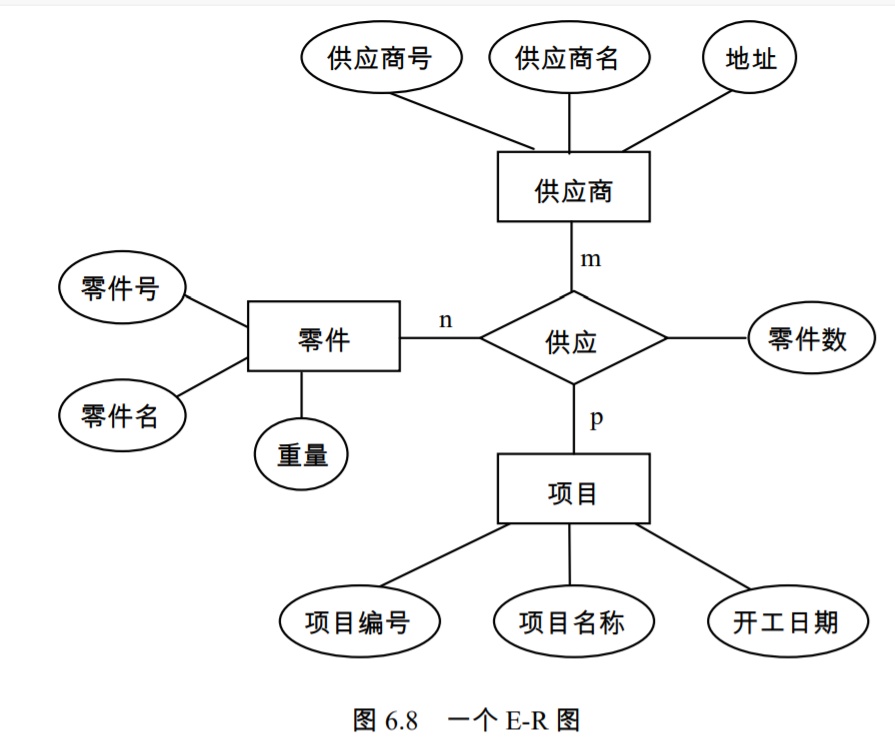 供应商号 供应商名 地址
供应商
m
零件号
零件 n 供应 零件数
零件名
p
重量
项目
项目编号 项目名称 开工日期
图 6.8 一个 E-R 图